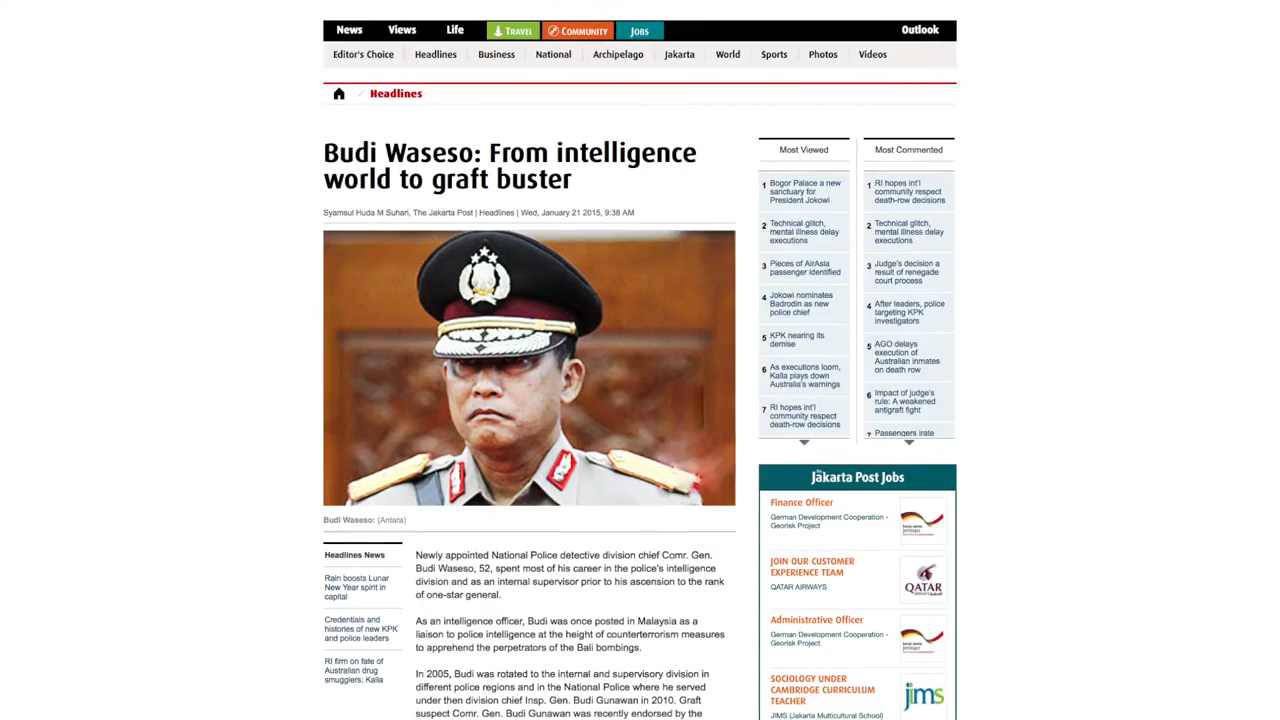 News Views Life TRAVEL COMMUNITY JOBS Outlook
Editor's Choice Headlines Business National Archipelago Jakarta World Sports Photos Videos
/ Headlines
Budi Waseso: From intelligence
world to graft buster
Syamsul Huda M Suhari, The Jakarta Post | Headlines | Wed, January 21 2015, 9:38 AM
Budi Waseso: (Antara)
Headlines News
Rain boosts Lunar
New Year spirit in
capital
Credentials and
histories of new KPK
and police leaders
RI firm on fate of
Australian drug
smugglers: Kalla
Newly appointed National Police detective division chief Comr. Gen.
Budi Waseso, 52, spent most of his career in the police's intelligence
division and as an internal supervisor prior to his ascension to the rank
of one-star general.
As an intelligence officer, Budi was once posted in Malaysia as a
liaison to police intelligence at the height of counterterrorism measures
to apprehend the perpetrators of the Bali bombings.
In 2005, Budi was rotated to the internal and supervisory division in
different police regions and in the National Police where he served
under then division chief Insp. Gen. Budi Gunawan in 2010. Graft
suspect Comr. Gen. Budi Gunawan was recently endorsed by the
Most Viewed
1 Bogor Palace a new
sanctuary for
President Jokowi
2 Technical glitch,
mental illness delay
executions
3 Pieces of AirAsia
passenger identified
4 Jokowi nominates
Badrodin as new
police chief
5 KPK nearing its
demise
6 As executions loom,
Kalla plays down
Australia's warnings
7 RI hopes int'l
community respect
death-row decisions
Most Commented
1 RI hopes int'l
community respect
death-row decisions
2 Technical glitch,
mental illness delay
executions
3 Judge's decision a
result of renegade
court process
4 After leaders, police
targeting KPK
investigators
5 AGO delays
execution of
Australian inmates
on death row
6 Impact of judge's
rule: A weakened
antigraft fight
7 Passengers irate
The Jakarta Post Jobs
Finance Officer
German Development Cooperation -
Georisk Project
JOIN OUR CUSTOMER
EXPERIENCE TEAM
QATAR AIRWAYS
QATAR
Administrative Officer
German Development Cooperation -
Georisk Project
SOCIOLOGY UNDER
CAMBRIDGE CURRICULUM
TEACHER
JIMS (Jakarta Multicultural School)
jims